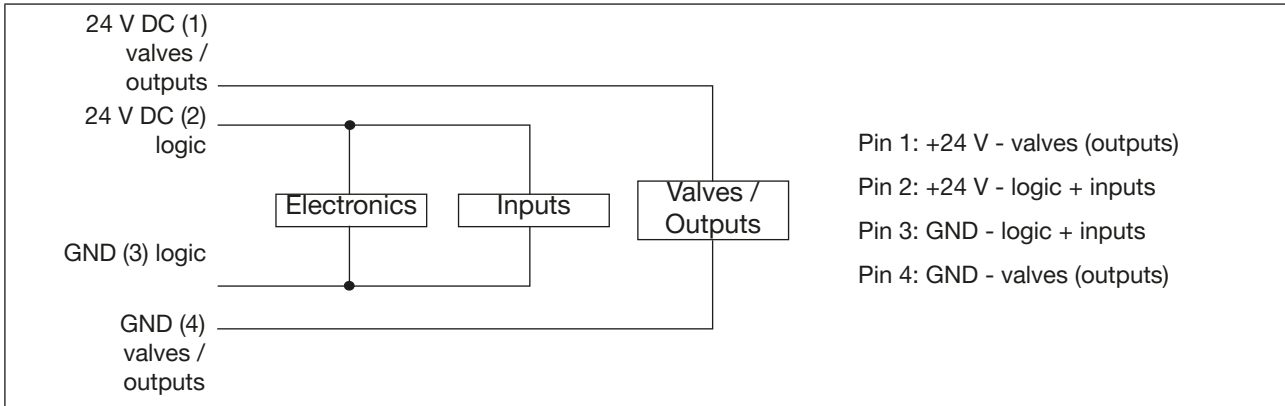 24 V DC (1)
valves /
outputs
24 V DC (2)
logic
Electronics
Inputs
Valves /
Outputs
GND (3) logic
GND (4)
valves /
outputs
Pin 1: +24 V - valves (outputs)
Pin 2: +24 V - logic + inputs
Pin 3: GND - logic + inputs
Pin 4: GND - valves (outputs)